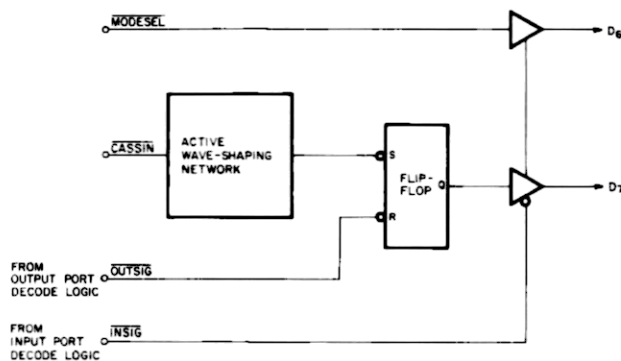 MODESEL
D6
CASSIN
ACTIVE
WAVE-SHAPING
NETWORK
S
FLIP-
FLOP
Q
R
D7
FROM
OUTPUT PORT
DECODE LOGIC
OUTSIG
FROM
INPUT PORT
DECODE LOGIC
INSIG